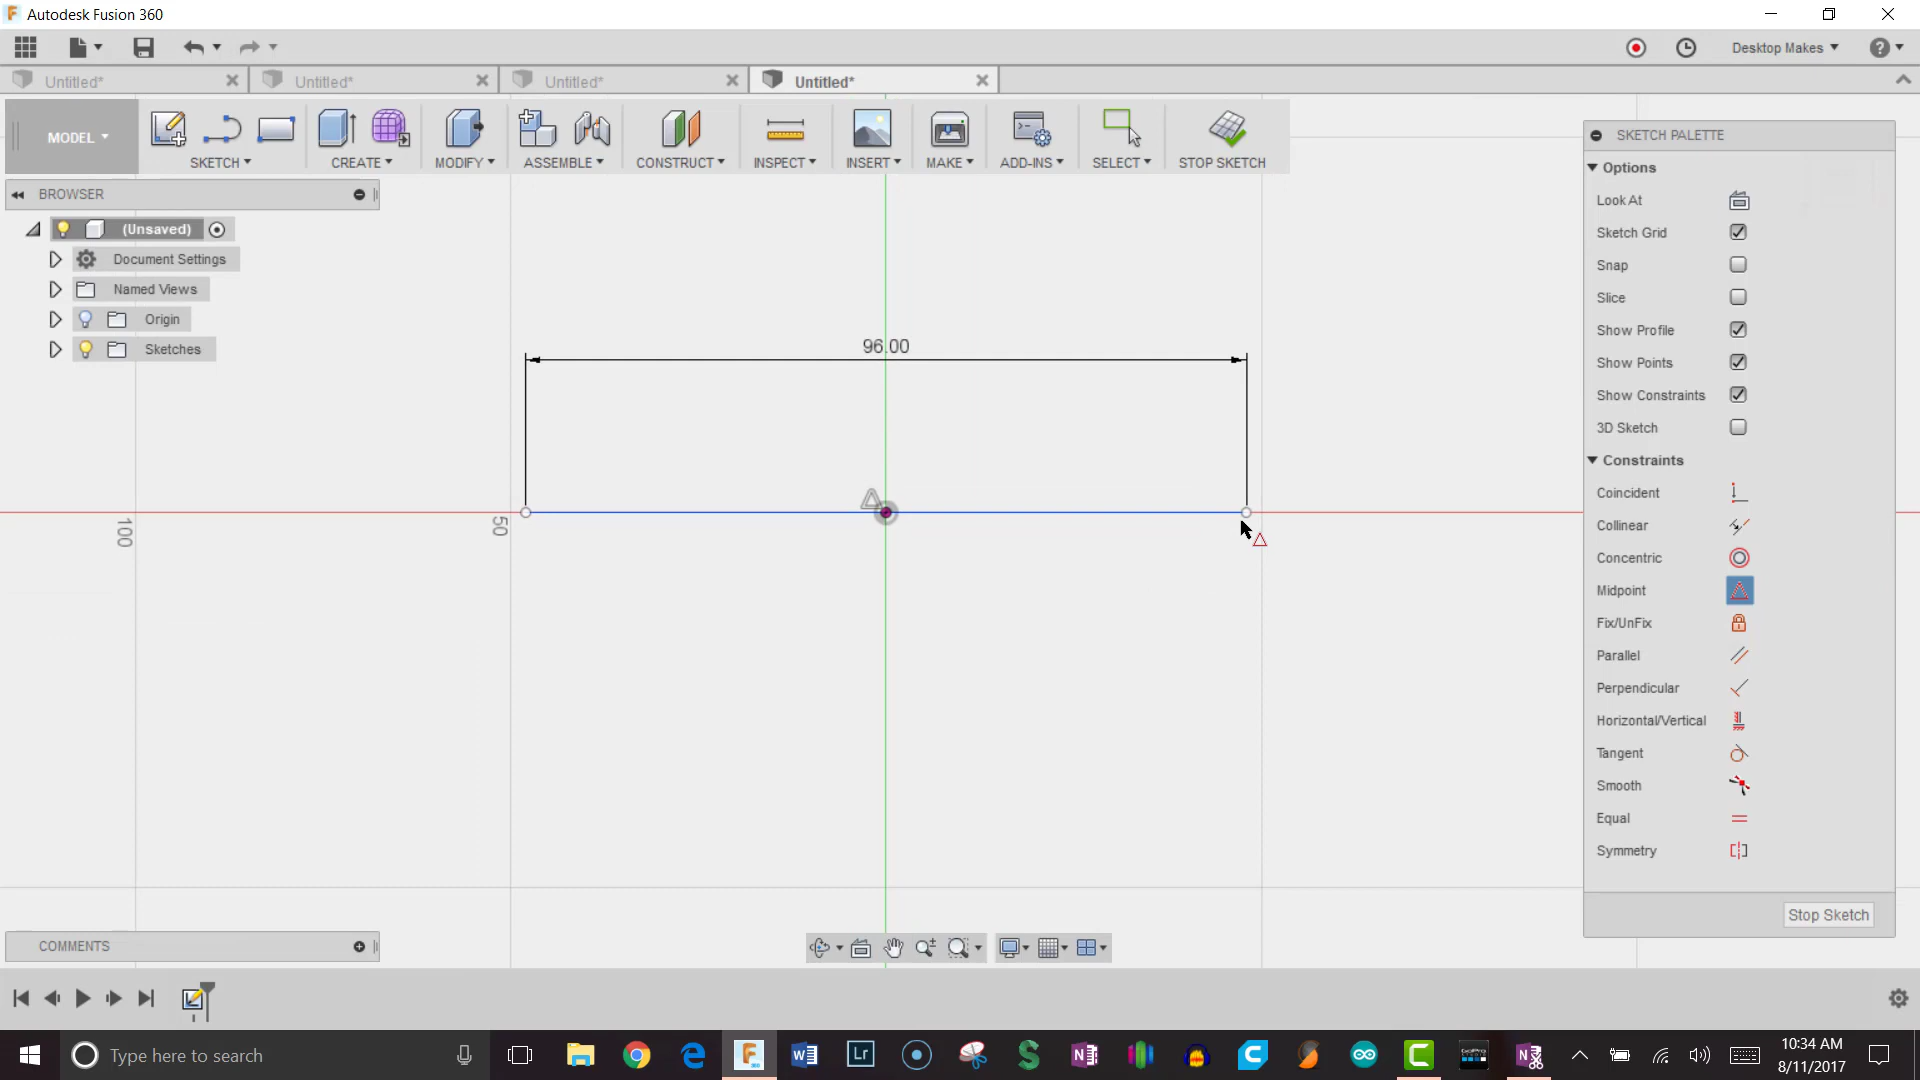 Autodesk Fusion 360
Desktop Makes
Untitled*
Untitled*
Untitled*
Untitled*
MODEL
SKETCH
CREATE
MODIFY
ASSEMBLE
CONSTRUCT
INSPECT
INSERT
MAKE
ADD-INS
SELECT
STOP SKETCH
BROWSER
(Unsaved)
Document Settings
Named Views
Origin
Sketches
96.00
100
50
SKETCH PALETTE
Options
Look At
Sketch Grid
Snap
Slice
Show Profile
Show Points
Show Constraints
3D Sketch
Constraints
Coincident
Collinear
Concentric
Midpoint
Fix/UnFix
Parallel
Perpendicular
Horizontal/Vertical
Tangent
Smooth
Equal
Symmetry
Stop Sketch
COMMENTS
Type here to search
Lr
10:34 AM
8/11/2017